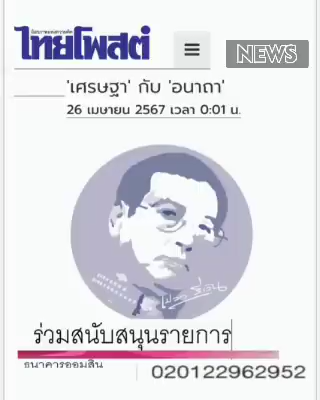 ไทยโพสต์
NEWS
'เศรษฐา' กับ 'อนาถา'
26 เมษายน 2567 เวลา 0:01 น.
ร่วมสนับสนุนรายการ
ธนาคารออมสิน
020122962952